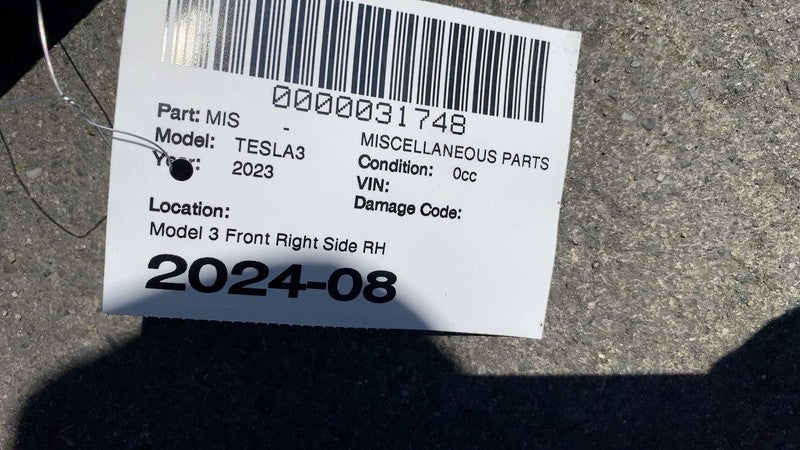 0000031748
Part: MIS -
MISCELLANEOUS PARTS
Model: TESLA3
Condition: 0cc
Year: 2023
VIN:
Damage Code:
Location:
Model 3 Front Right Side RH
2024-08